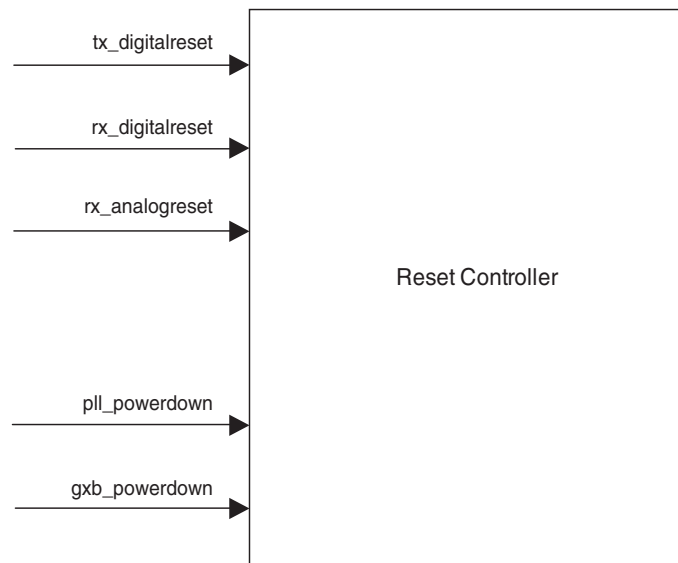 tx_digitalreset
rx_digitalreset
rx_analogreset
Reset Controller
pll_powerdown
gxb_powerdown